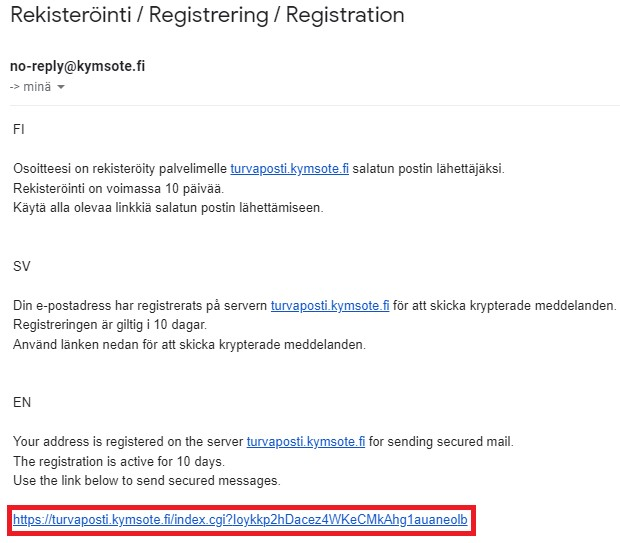 Rekisteröinti / Registrering / Registration
no-reply@kymsote.fi
-> minä
FI
Osoitteesi on rekisteröity palvelimelle turvaposti.kymsote.fi salatun postin lähettäjäksi.
Rekisteröinti on voimassa 10 päivää.
Käytä alla olevaa linkkiä salatun postin lähettämiseen.
SV
Din e-postadress har registrerats på servern turvaposti.kymsote.fi för att skicka krypterade meddelanden.
Registreringen är giltig i 10 dagar.
Använd länken nedan för att skicka krypterade meddelanden.
EN
Your address is registered on the server turvaposti.kymsote.fi for sending secured mail.
The registration is active for 10 days.
Use the link below to send secured messages.
https://turvaposti.kymsote.fi/index.cgi?Ioykkp2hDacez4WKeCMkAhg1auaneolb